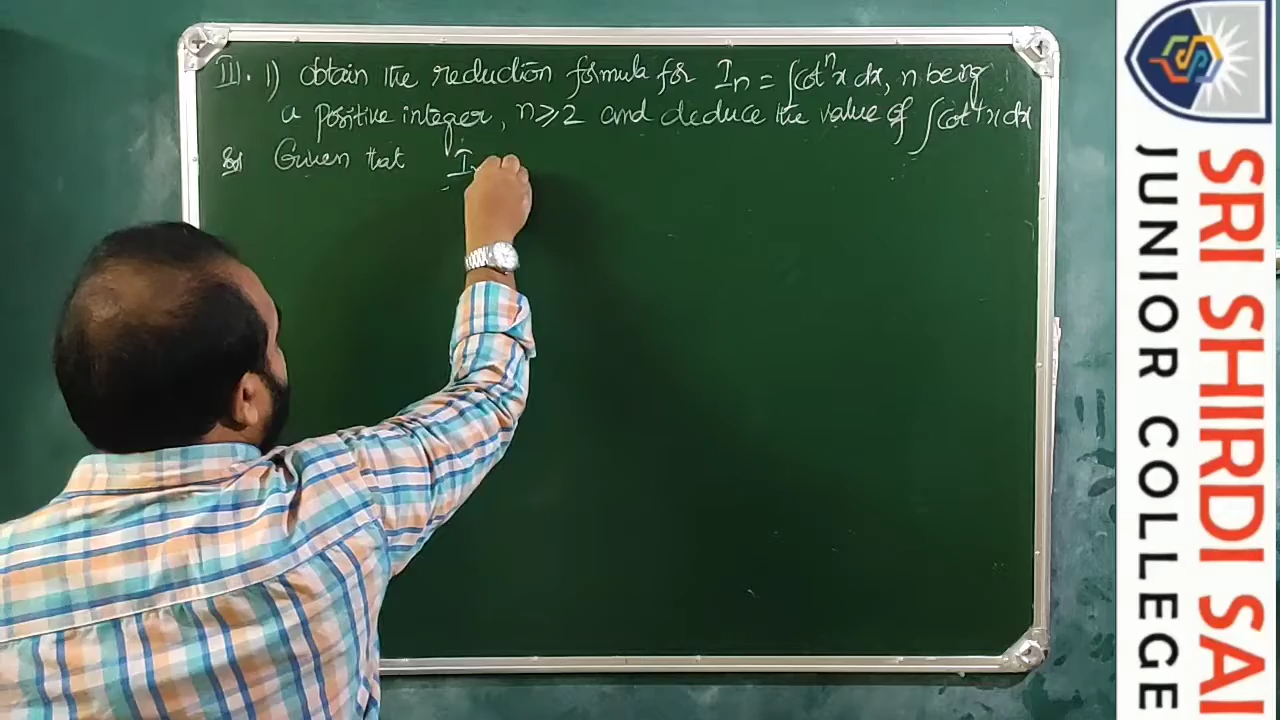 II). 1) obtain the reduction formula for Iₙ = ∫cotⁿx dx, n being
a positive integer, n ≥ 2 and deduce the value of ∫cot⁴x dx
Sol Given that I
SRI SHIRDI SAI
JUNIOR COLLEGE